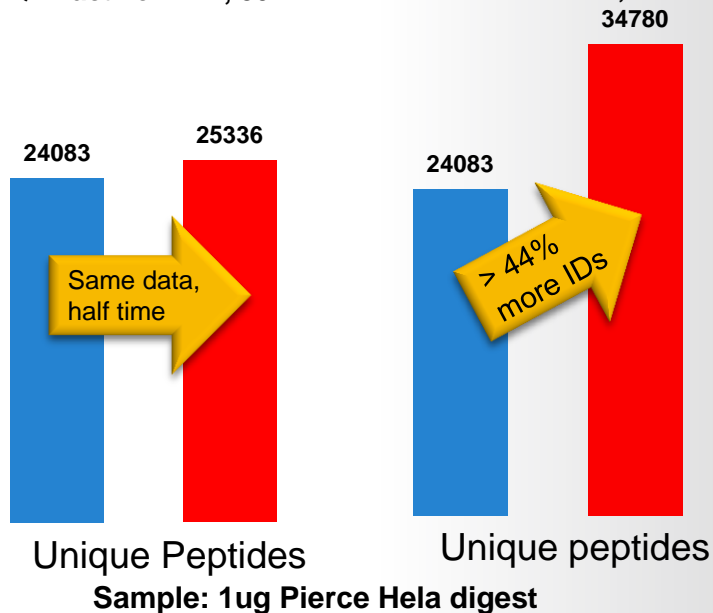 34780
24083
25336
24083
Same data,
half time
> 44%
more IDs
Unique Peptides
Unique peptides
Sample: 1ug Pierce Hela digest